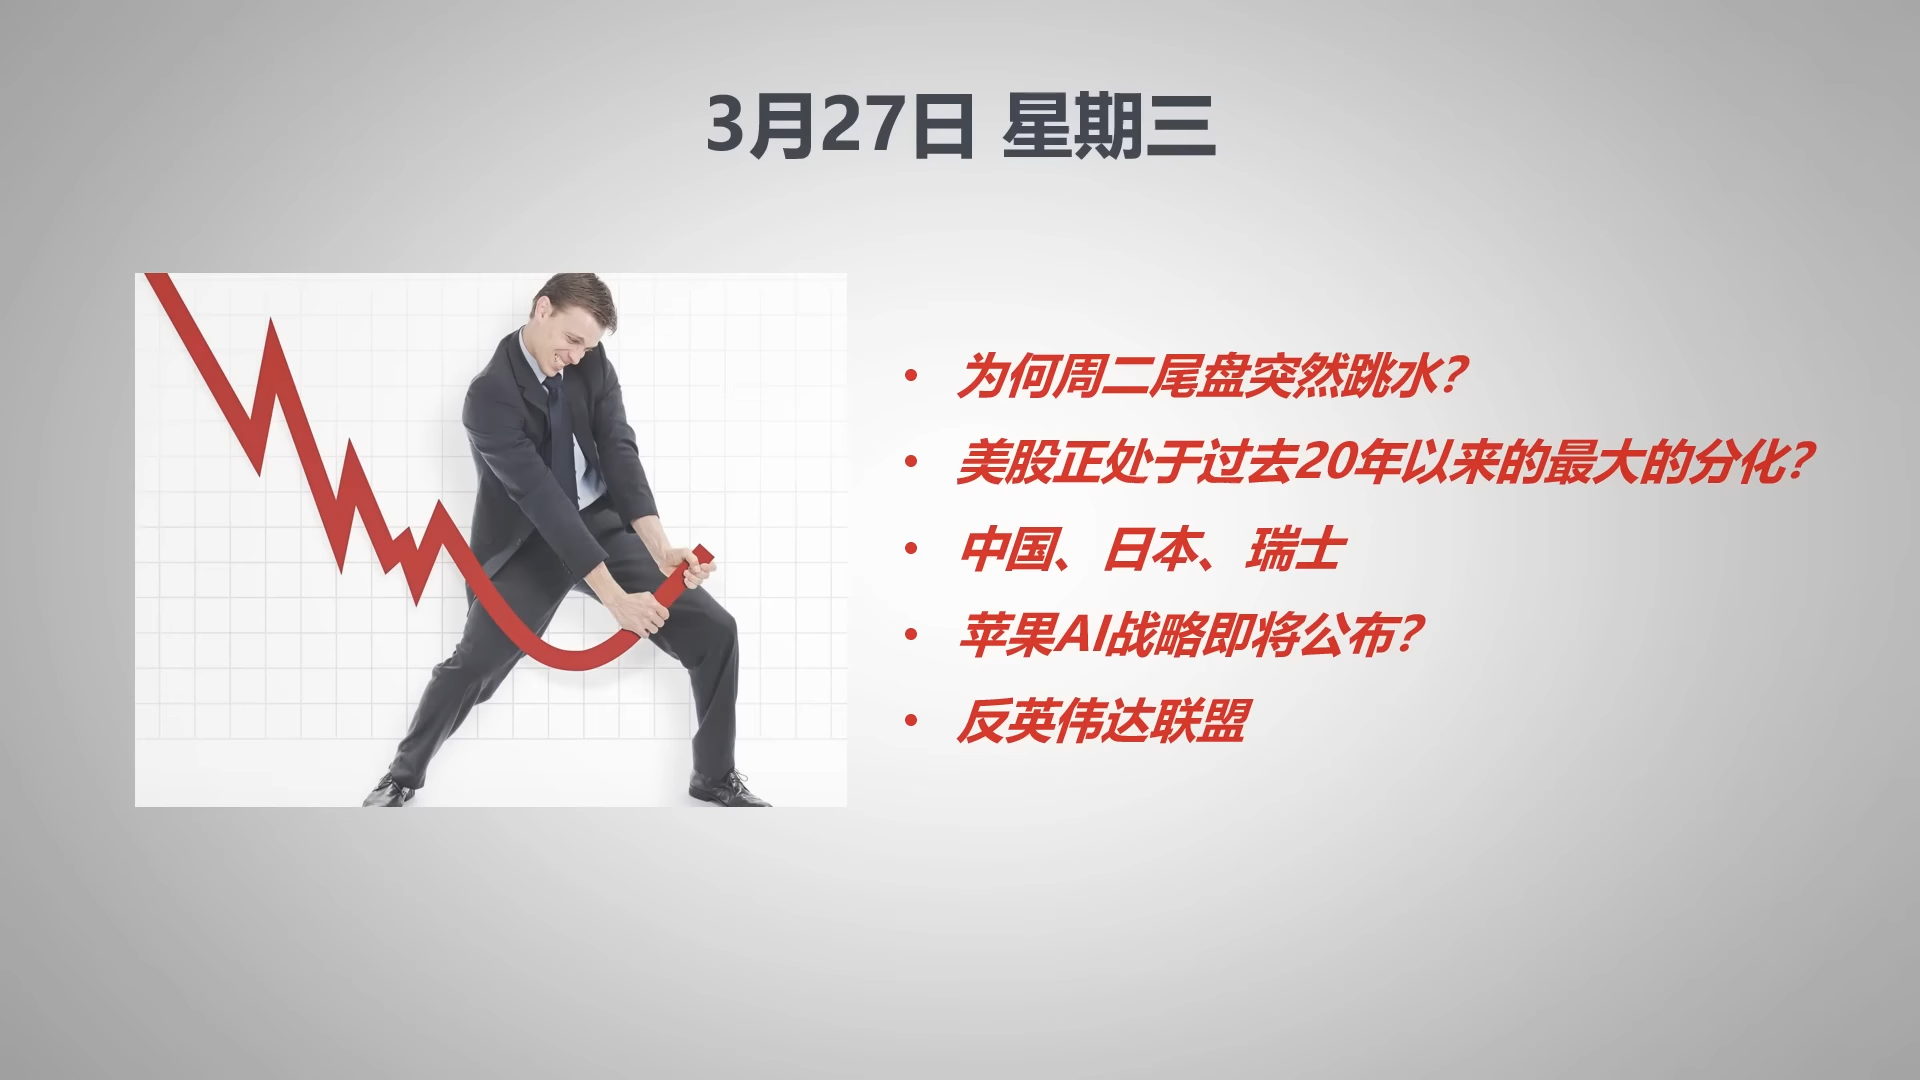 3月27日 星期三
• 为何周二尾盘突然跳水？
• 美股正处于过去20年以来的最大的分化？
• 中国、日本、瑞士
• 苹果AI战略即将公布？
• 反英伟达联盟